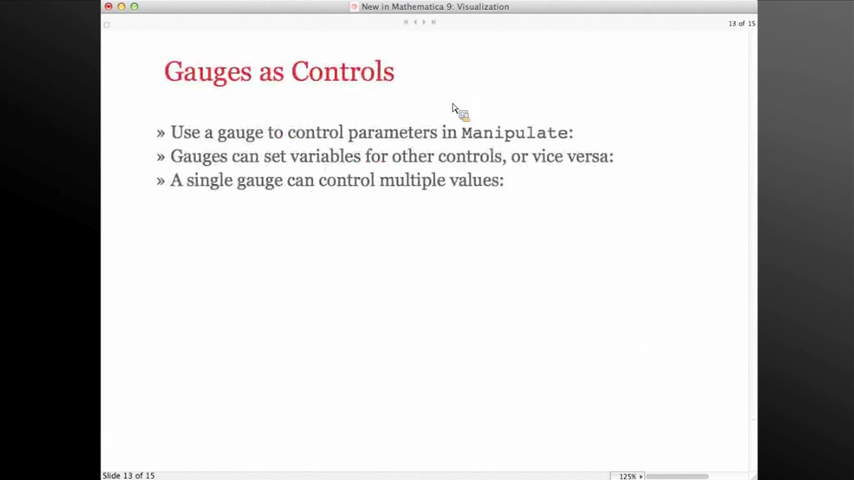 New in Mathematica 9: Visualization
13 of 15
Gauges as Controls
» Use a gauge to control parameters in Manipulate:
» Gauges can set variables for other controls, or vice versa:
» A single gauge can control multiple values:
Slide 13 of 15
125%